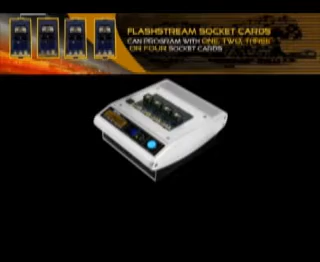 FLASHSTREAM SOCKET CARDS
CAN PROGRAM WITH ONE, TWO, THREE
OR FOUR SOCKET CARDS